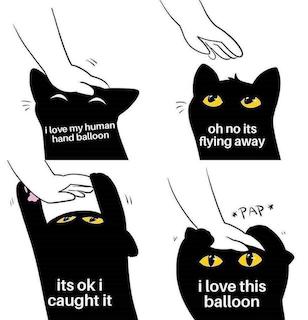 i love my human
hand balloon
oh no its
flying away
its ok i
caught it
*PAP*
i love this
balloon